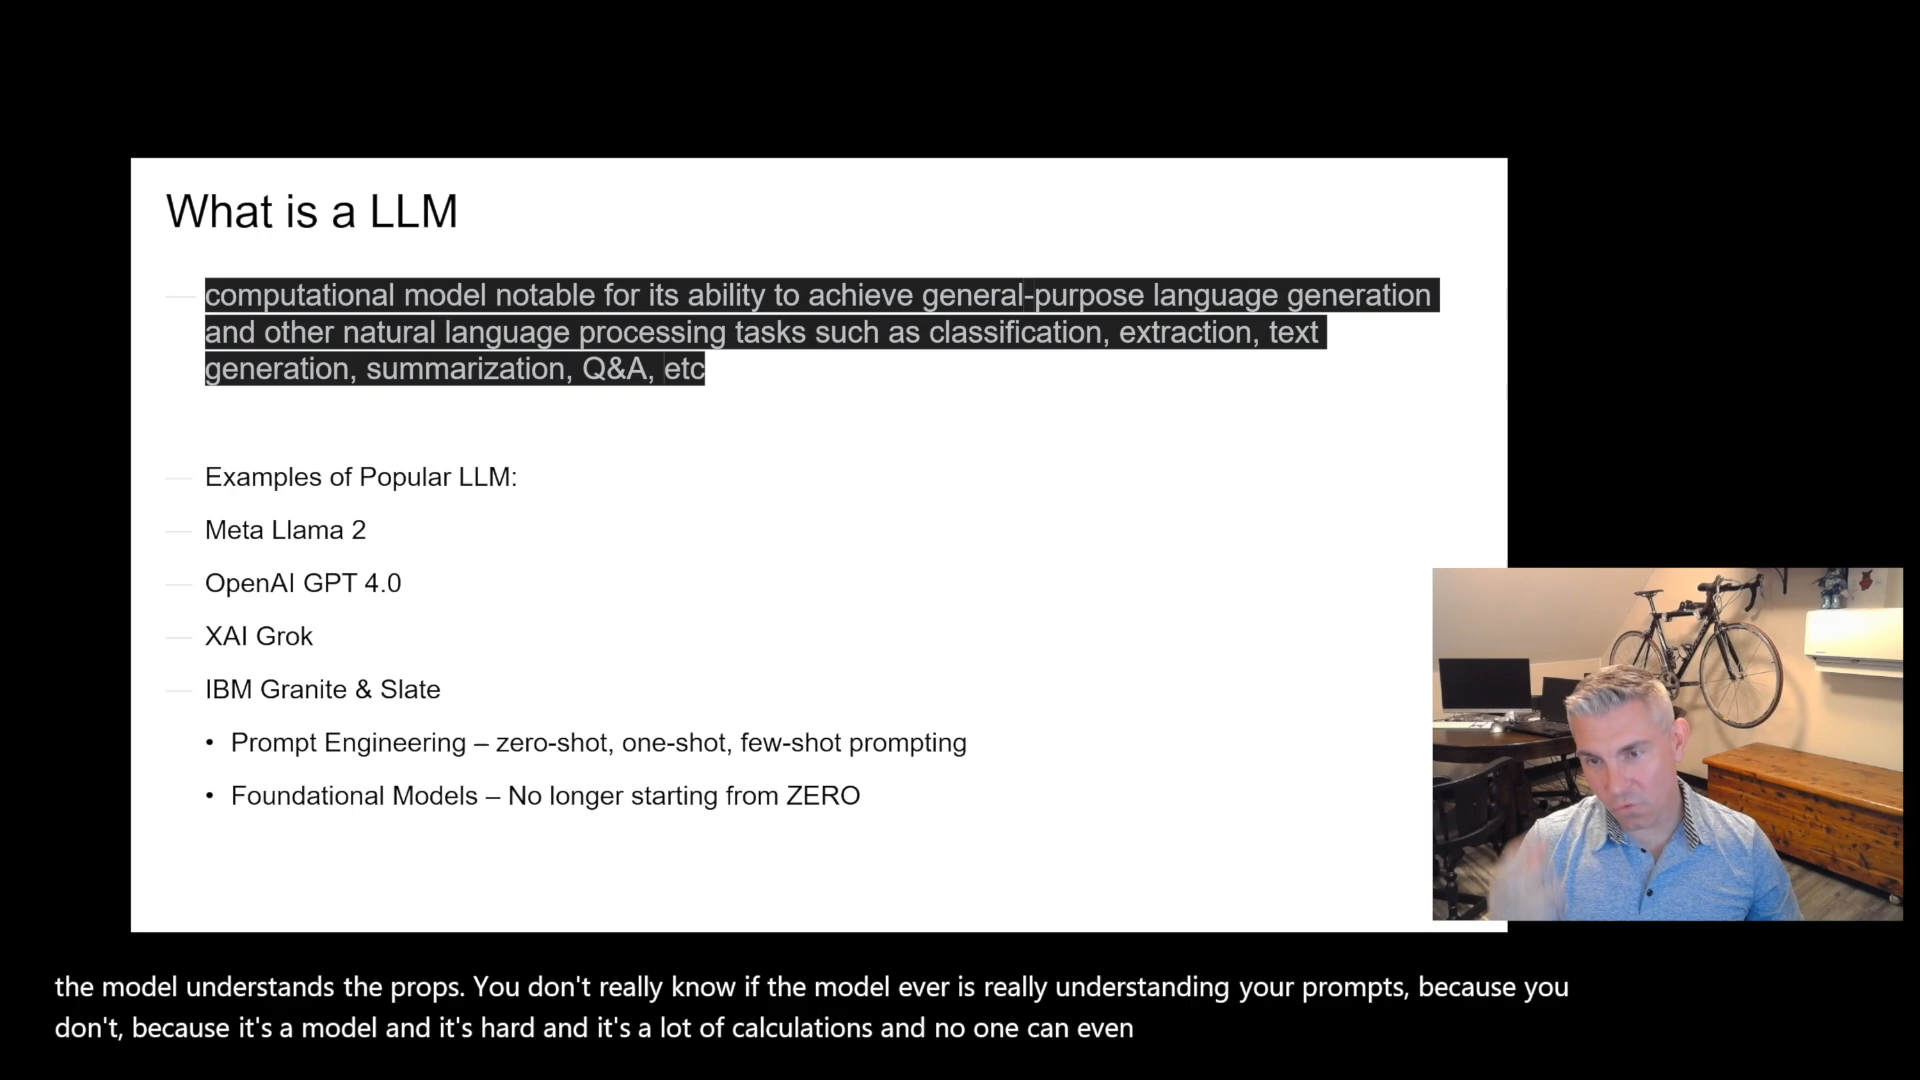 What is a LLM
computational model notable for its ability to achieve general-purpose language generation
and other natural language processing tasks such as classification, extraction, text
generation, summarization, Q&A, etc
Examples of Popular LLM:
Meta Llama 2
OpenAI GPT 4.0
XAI Grok
IBM Granite & Slate
• Prompt Engineering – zero-shot, one-shot, few-shot prompting
• Foundational Models – No longer starting from ZERO
the model understands the props. You don't really know if the model ever is really understanding your prompts, because you
don't, because it's a model and it's hard and it's a lot of calculations and no one can even